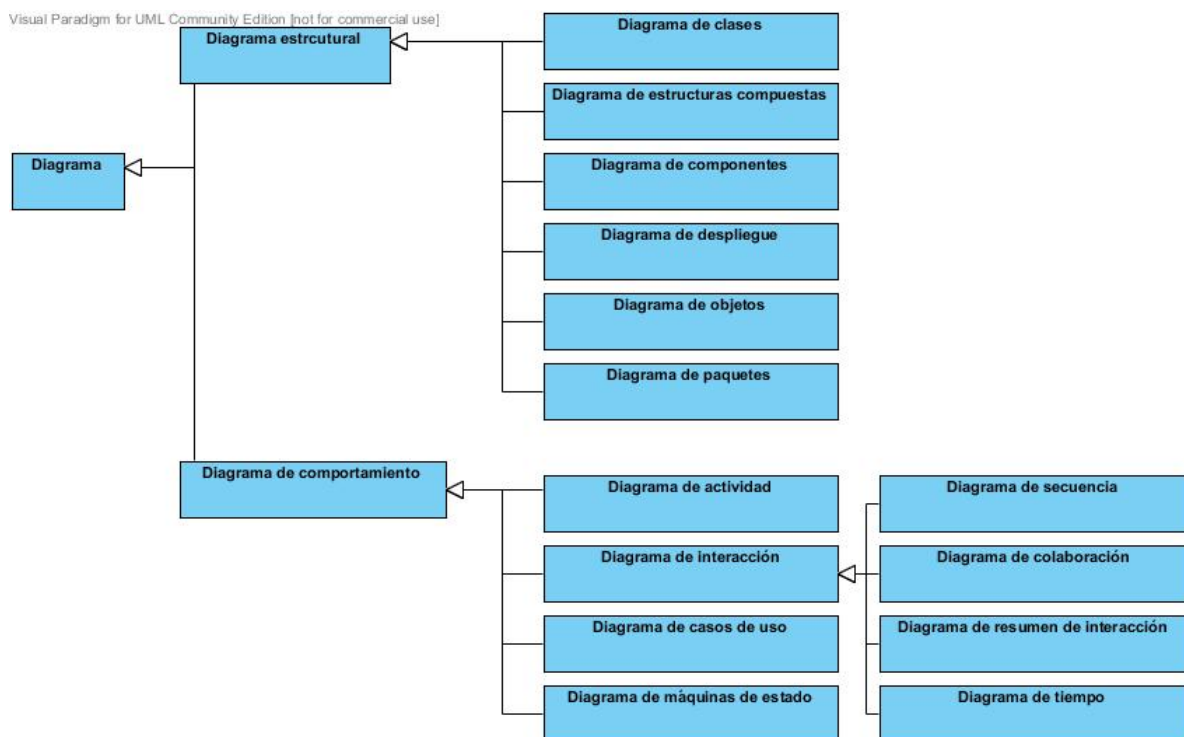 Visual Paradigm for UML Community Edition [not for commercial use]
Diagrama estrcutural
Diagrama de clases
Diagrama de estructuras compuestas
Diagrama
Diagrama de componentes
Diagrama de despliegue
Diagrama de objetos
Diagrama de paquetes
Diagrama de comportamiento
Diagrama de actividad
Diagrama de secuencia
Diagrama de interacción
Diagrama de colaboración
Diagrama de casos de uso
Diagrama de resumen de interacción
Diagrama de máquinas de estado
Diagrama de tiempo